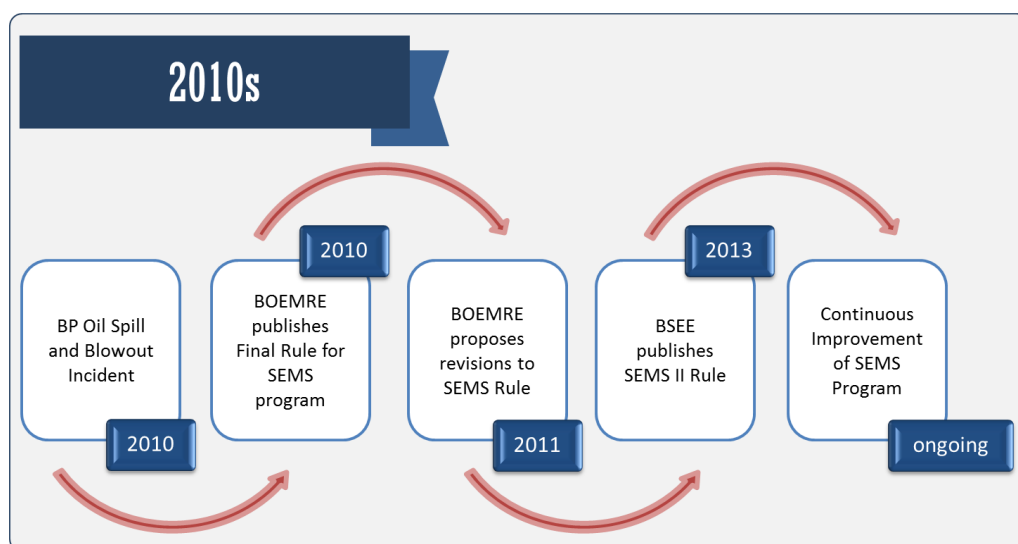 2010s
BP Oil Spill
and Blowout
Incident
2010
BOEMRE
publishes
Final Rule for
SEMS
program
2010
BOEMRE
proposes
revisions to
SEMS Rule
2011
BSEE
publishes
SEMS II Rule
2013
Continuous
Improvement
of SEMS
Program
ongoing